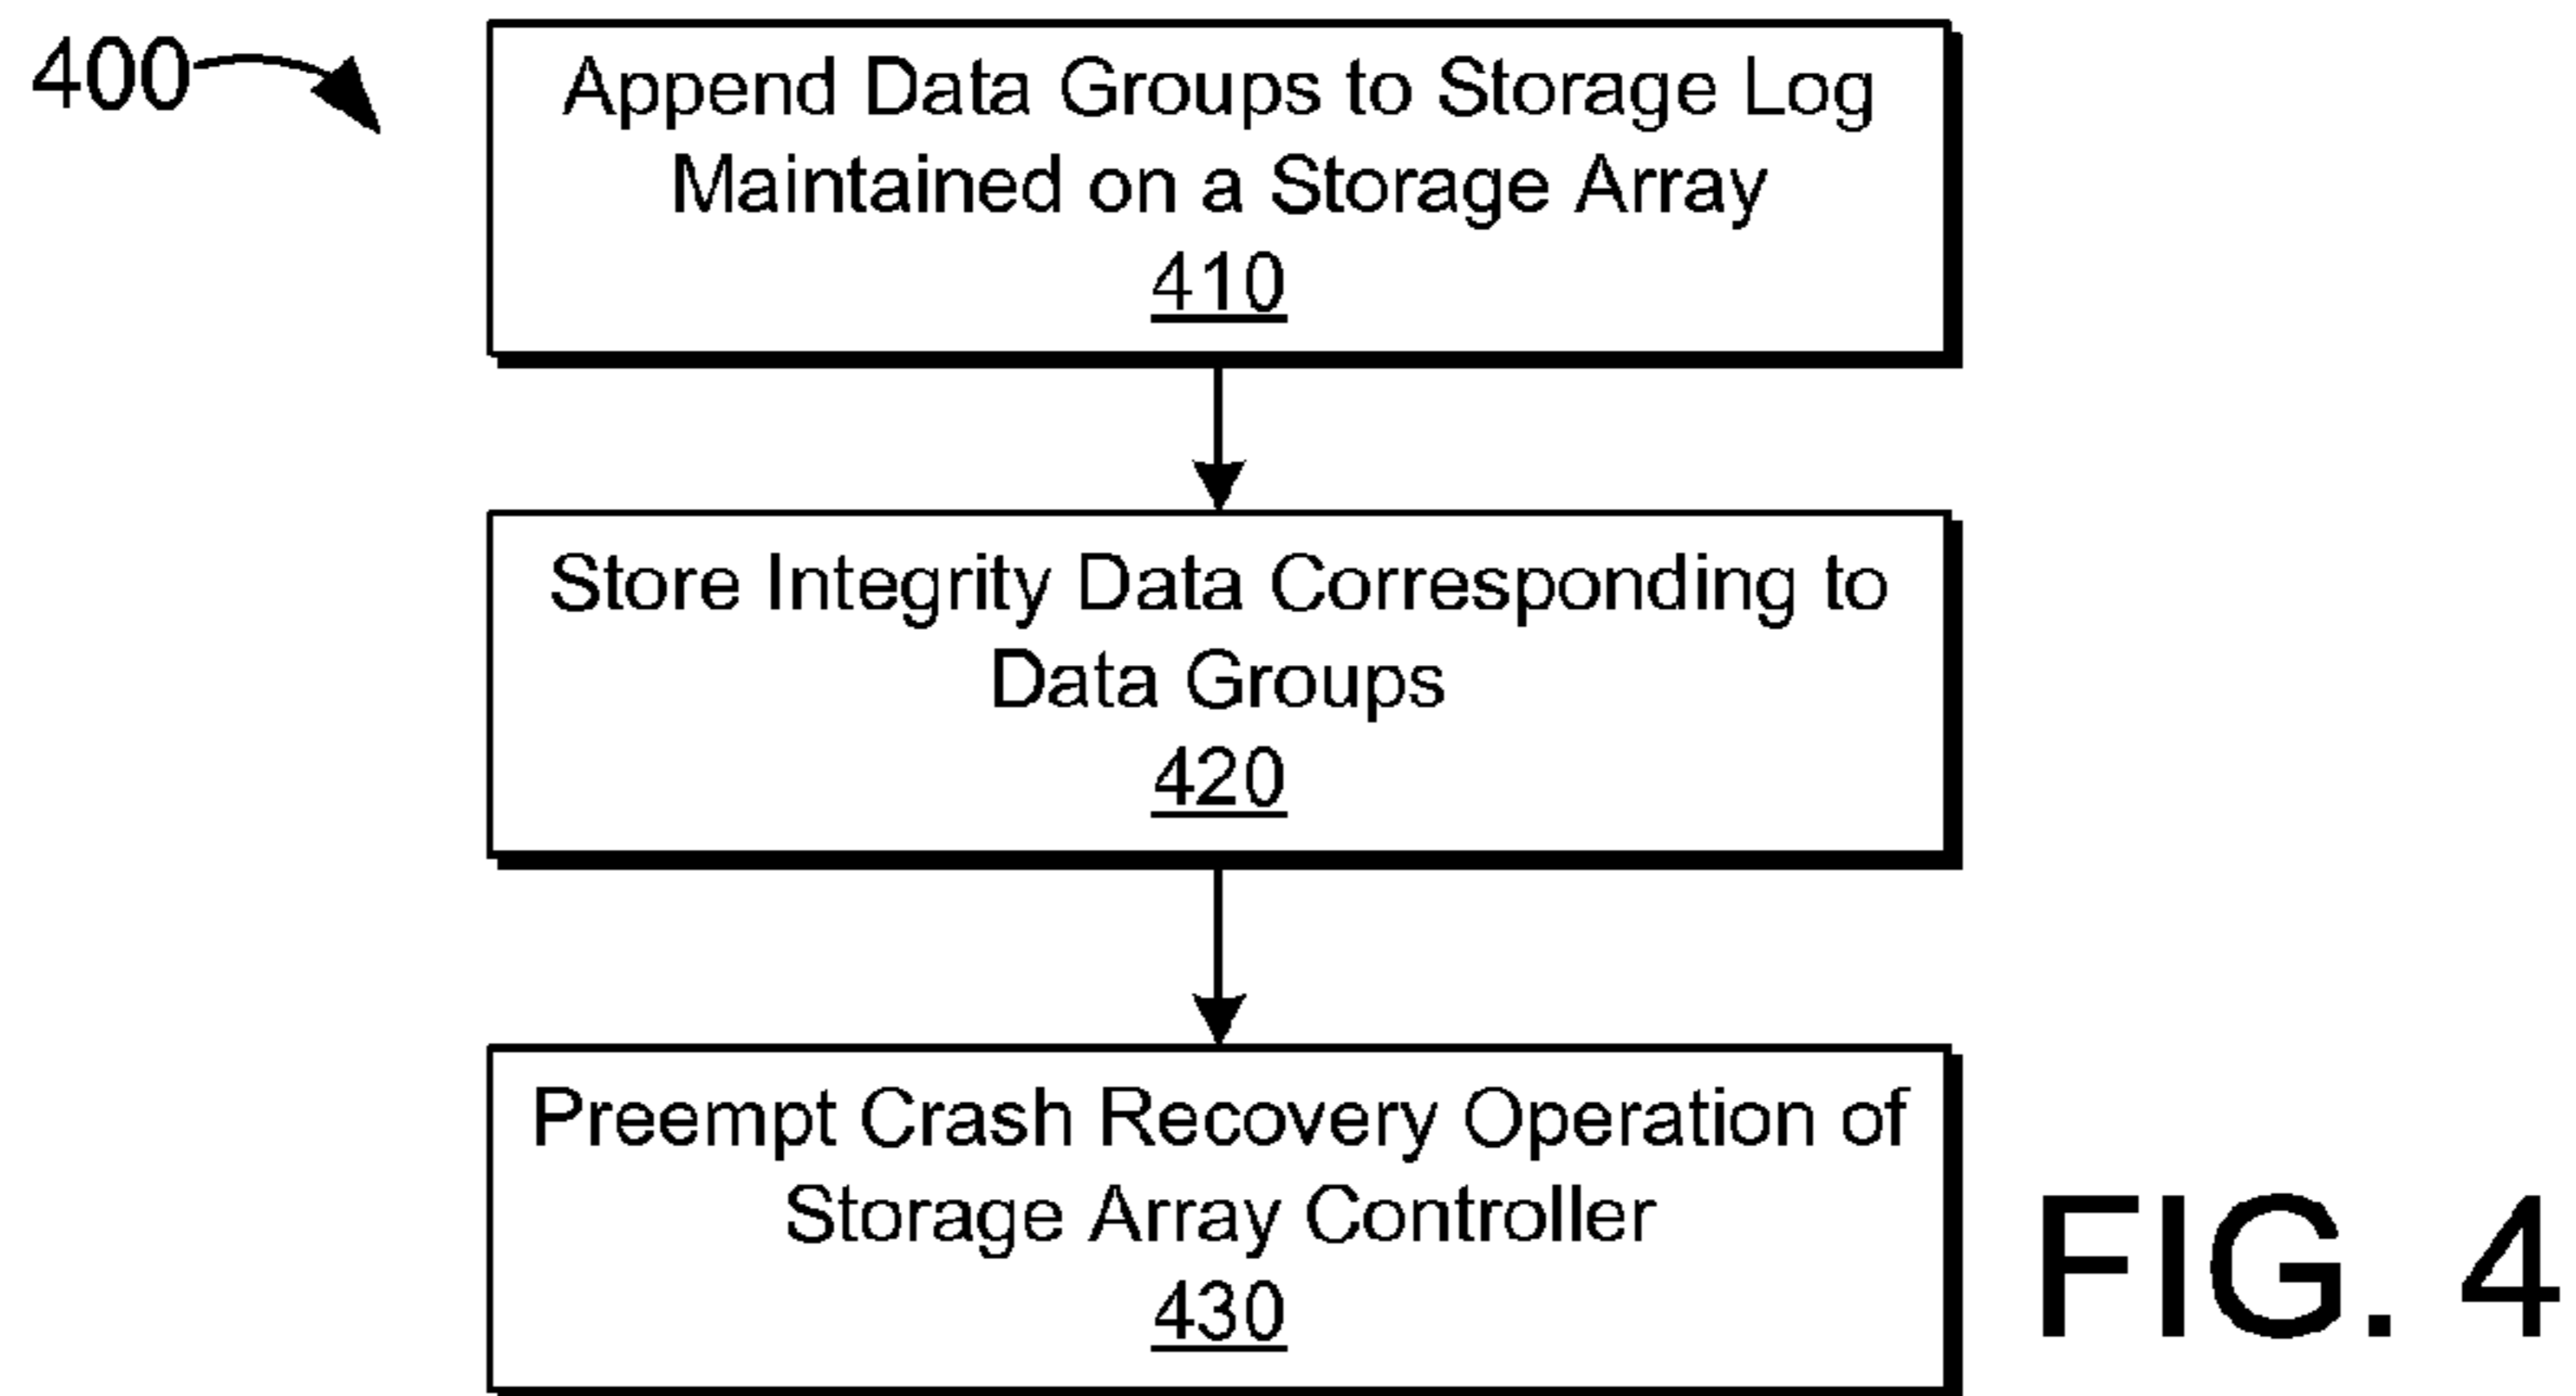 400
Append Data Groups to Storage Log
Maintained on a Storage Array
410
Store Integrity Data Corresponding to
Data Groups
420
Preempt Crash Recovery Operation of
Storage Array Controller
430
FIG. 4